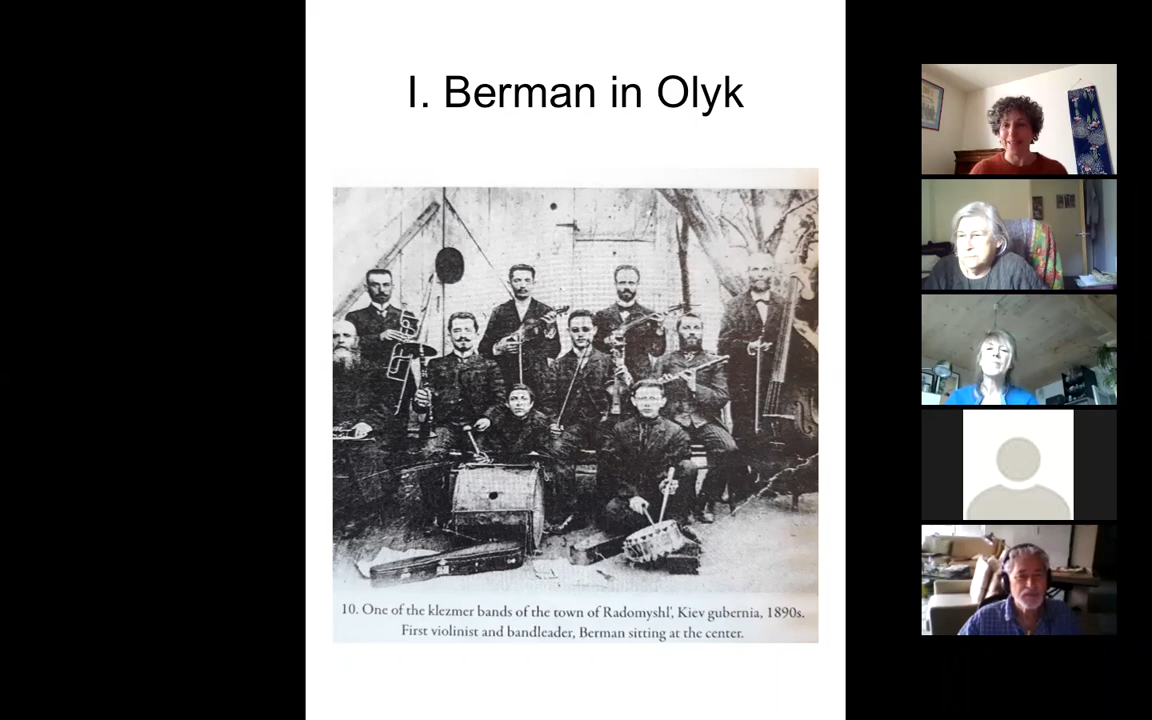 I. Berman in Olyk
10. One of the klezmer bands of the town of Radomyshl’, Kiev gubernia, 1890s.
First violinist and bandleader, Berman sitting at the center.